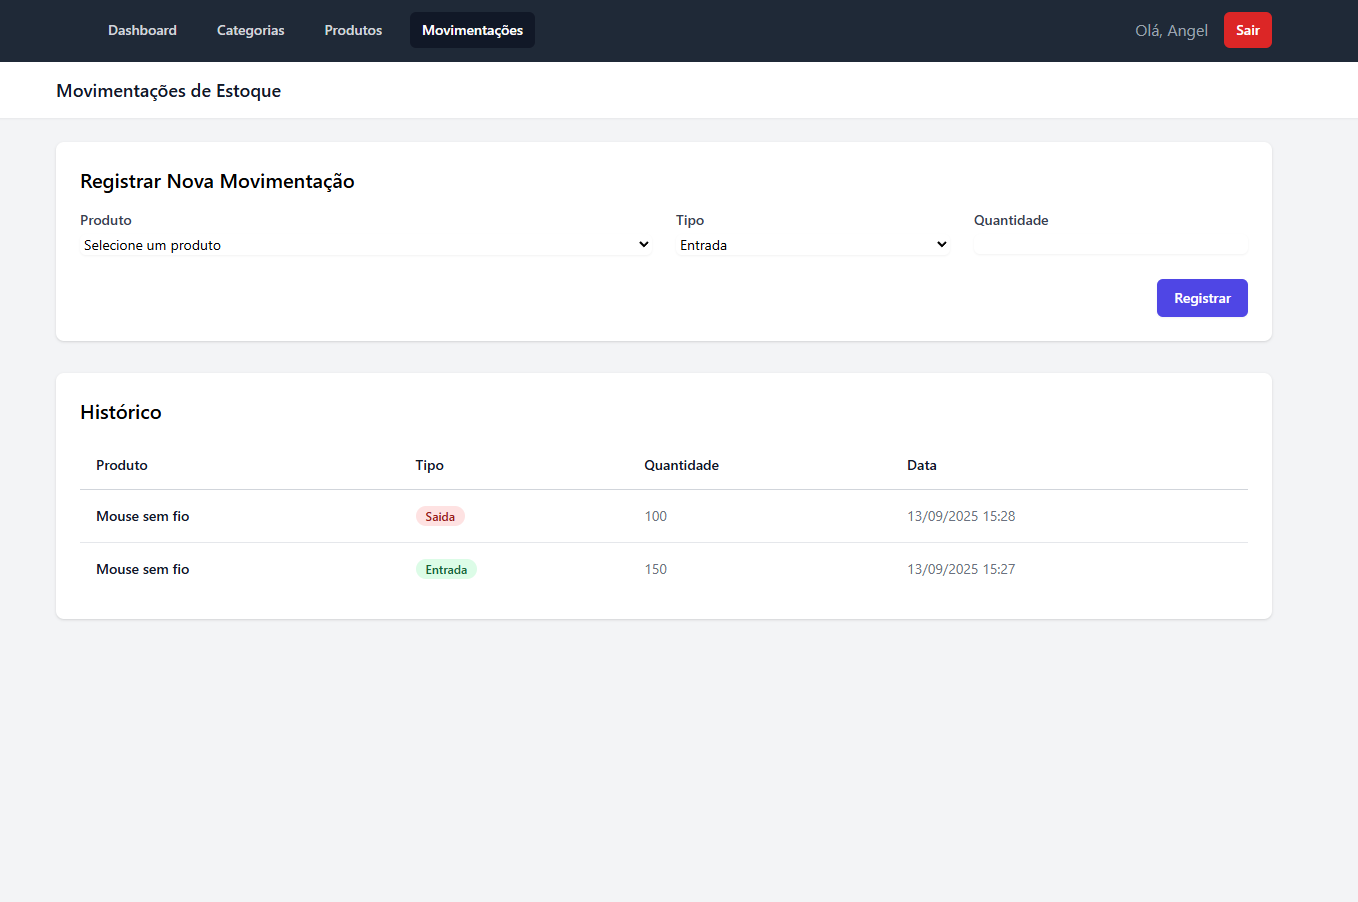 Dashboard Categorias Produtos Movimentações Olá, Angel Sair
Movimentações de Estoque
Registrar Nova Movimentação
Produto Tipo Quantidade
Selecione um produto Entrada
Registrar
Histórico
Produto Tipo Quantidade Data
Mouse sem fio Saida 100 13/09/2025 15:28
Mouse sem fio Entrada 150 13/09/2025 15:27